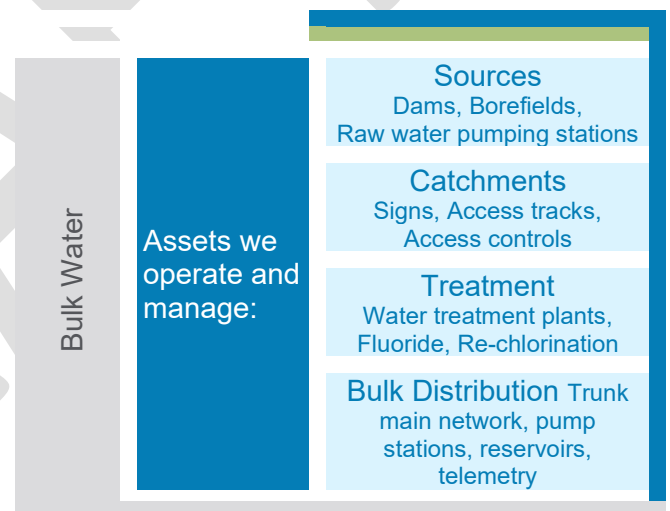 Bulk Water
Assets we
operate and
manage:
Sources
Dams, Borefields,
Raw water pumping stations
Catchments
Signs, Access tracks,
Access controls
Treatment
Water treatment plants,
Fluoride, Re-chlorination
Bulk Distribution Trunk
main network, pump
stations, reservoirs,
telemetry